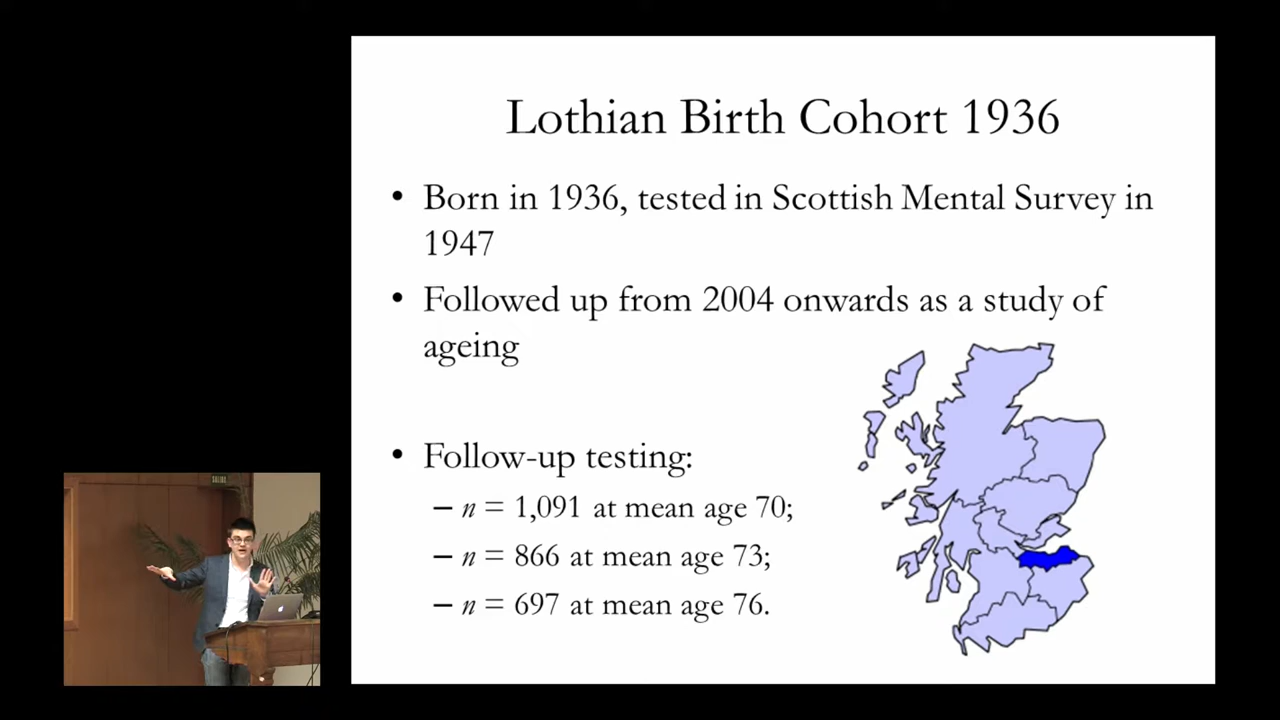 Lothian Birth Cohort 1936
• Born in 1936, tested in Scottish Mental Survey in
1947
• Followed up from 2004 onwards as a study of
ageing
• Follow-up testing:
– n = 1,091 at mean age 70;
– n = 866 at mean age 73;
– n = 697 at mean age 76.
SALIDA